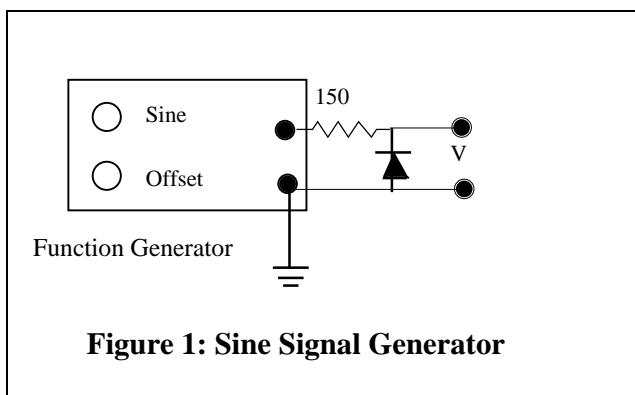 150
Sine
V
Offset
Function Generator
Figure 1: Sine Signal Generator